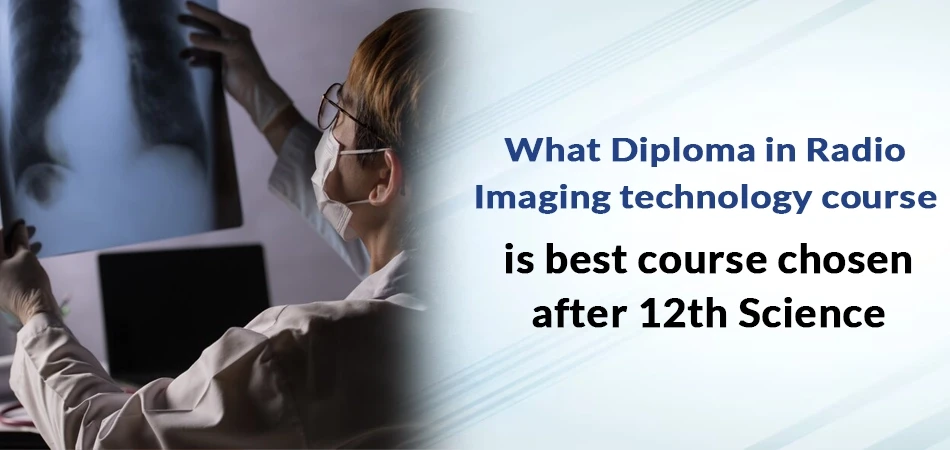 What Diploma in Radio
Imaging technology course
is best course chosen
after 12th Science